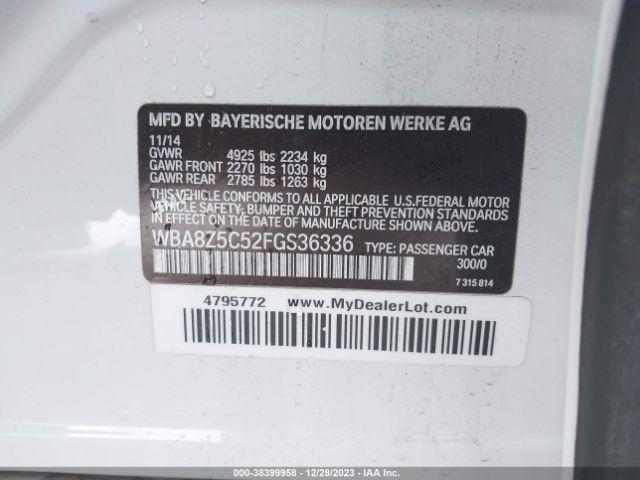 MFD BY BAYERISCHE MOTOREN WERKE AG
11/14
GVWR 4925 lbs 2234 kg
GAWR FRONT 2270 lbs 1030 kg
GAWR REAR 2785 lbs 1263 kg
THIS VEHICLE CONFORMS TO ALL APPLICABLE U.S.FEDERAL MOTOR
VEHICLE SAFETY, BUMPER AND THEFT PREVENTION STANDARDS IN
EFFECT ON THE DATE OF MANUFACTURE SHOWN ABOVE.
WBA8Z5C52FGS36336 TYPE: PASSENGER CAR
300/0
7 315 814
4795772 www.MyDealerLot.com
000-38399958 - 12/28/2023 - IAA Inc.